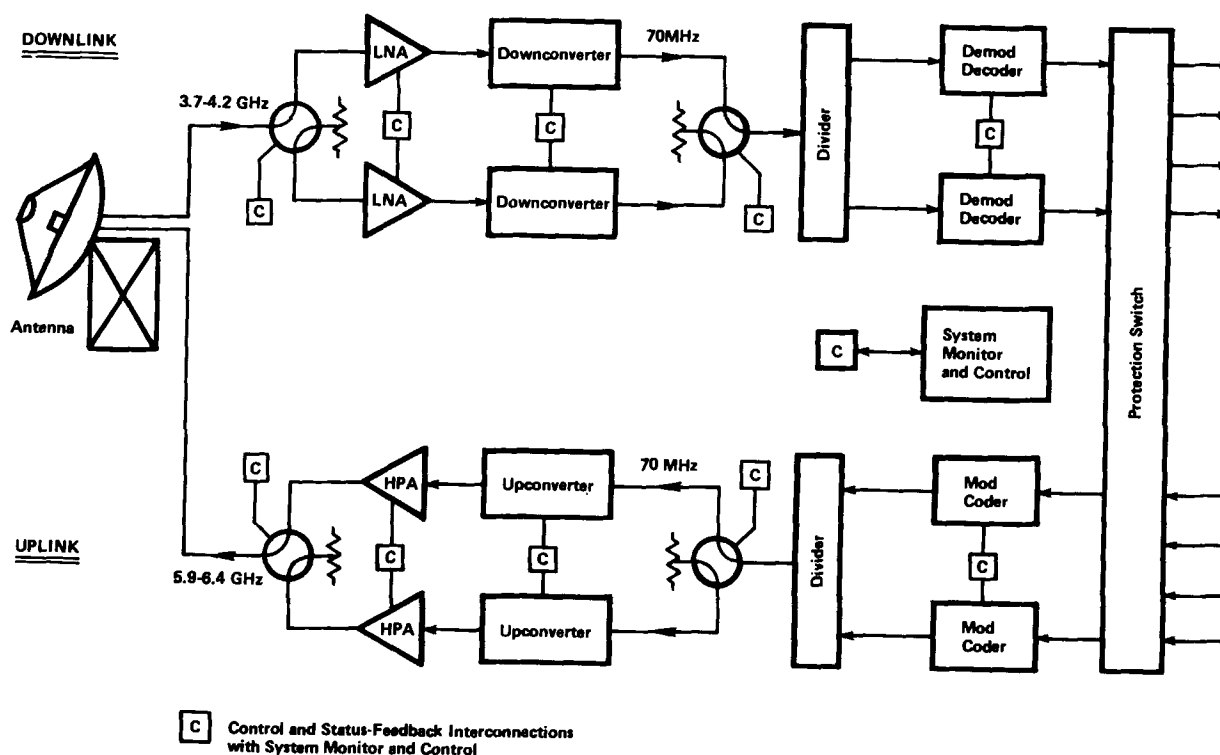 DOWNLINK
3.7-4.2 GHz
LNA
C
LNA
C
Downconverter
C
Downconverter
70MHz
C
Divider
Demod
Decoder
C
Demod
Decoder
Protection Switch
Antenna
C
System
Monitor
and Control
UPLINK
5.9-6.4 GHz
C
HPA
C
HPA
Upconverter
C
Upconverter
70 MHz
C
Divider
Mod
Coder
C
Mod
Coder
C
Control and Status-Feedback Interconnections
with System Monitor and Control